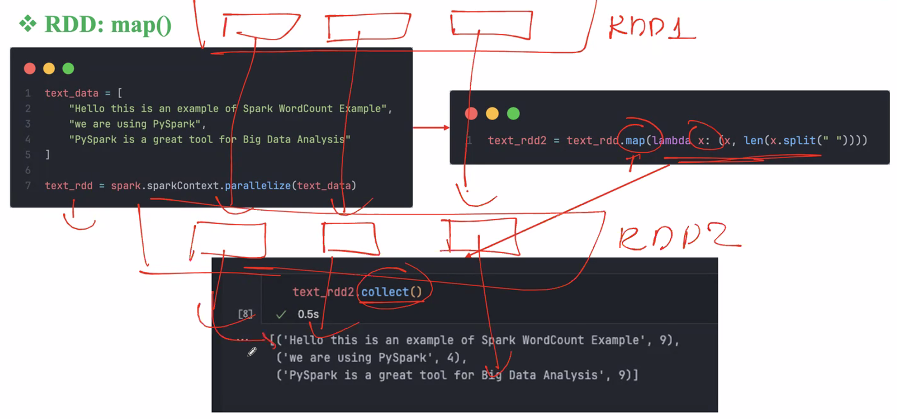 ❖ RDD: map()
RDD1
1 text_data = [
2 "Hello this is an example of Spark WordCount Example",
3 "we are using PySpark",
4 "PySpark is a great tool for Big Data Analysis"
5 ]
6
7 text_rdd = spark.sparkContext.parallelize(text_data)
1 text_rdd2 = text_rdd.map(lambda x: (x, len(x.split(" "))))
RDD2
text_rdd2.collect()
[8] ✓ 0.5s
... [('Hello this is an example of Spark WordCount Example', 9),
('we are using PySpark', 4),
('PySpark is a great tool for Big Data Analysis', 9)]